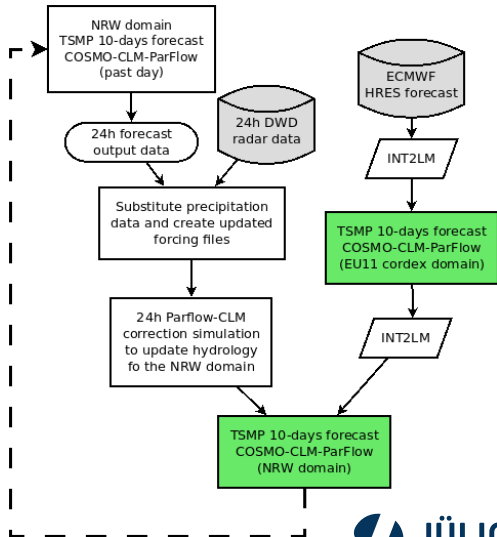 NRW domain
TSMP 10-days forecast
COSMO-CLM-ParFlow
(past day)
ECMWF
HRES forecast
24h forecast
output data
24h DWD
radar data
INT2LM
Substitute precipitation
data and create updated
forcing files
TSMP 10-days forecast
COSMO-CLM-ParFlow
(EU11 cordex domain)
24h Parflow-CLM
correction simulation
to update hydrology
fo the NRW domain
INT2LM
TSMP 10-days forecast
COSMO-CLM-ParFlow
(NRW domain)